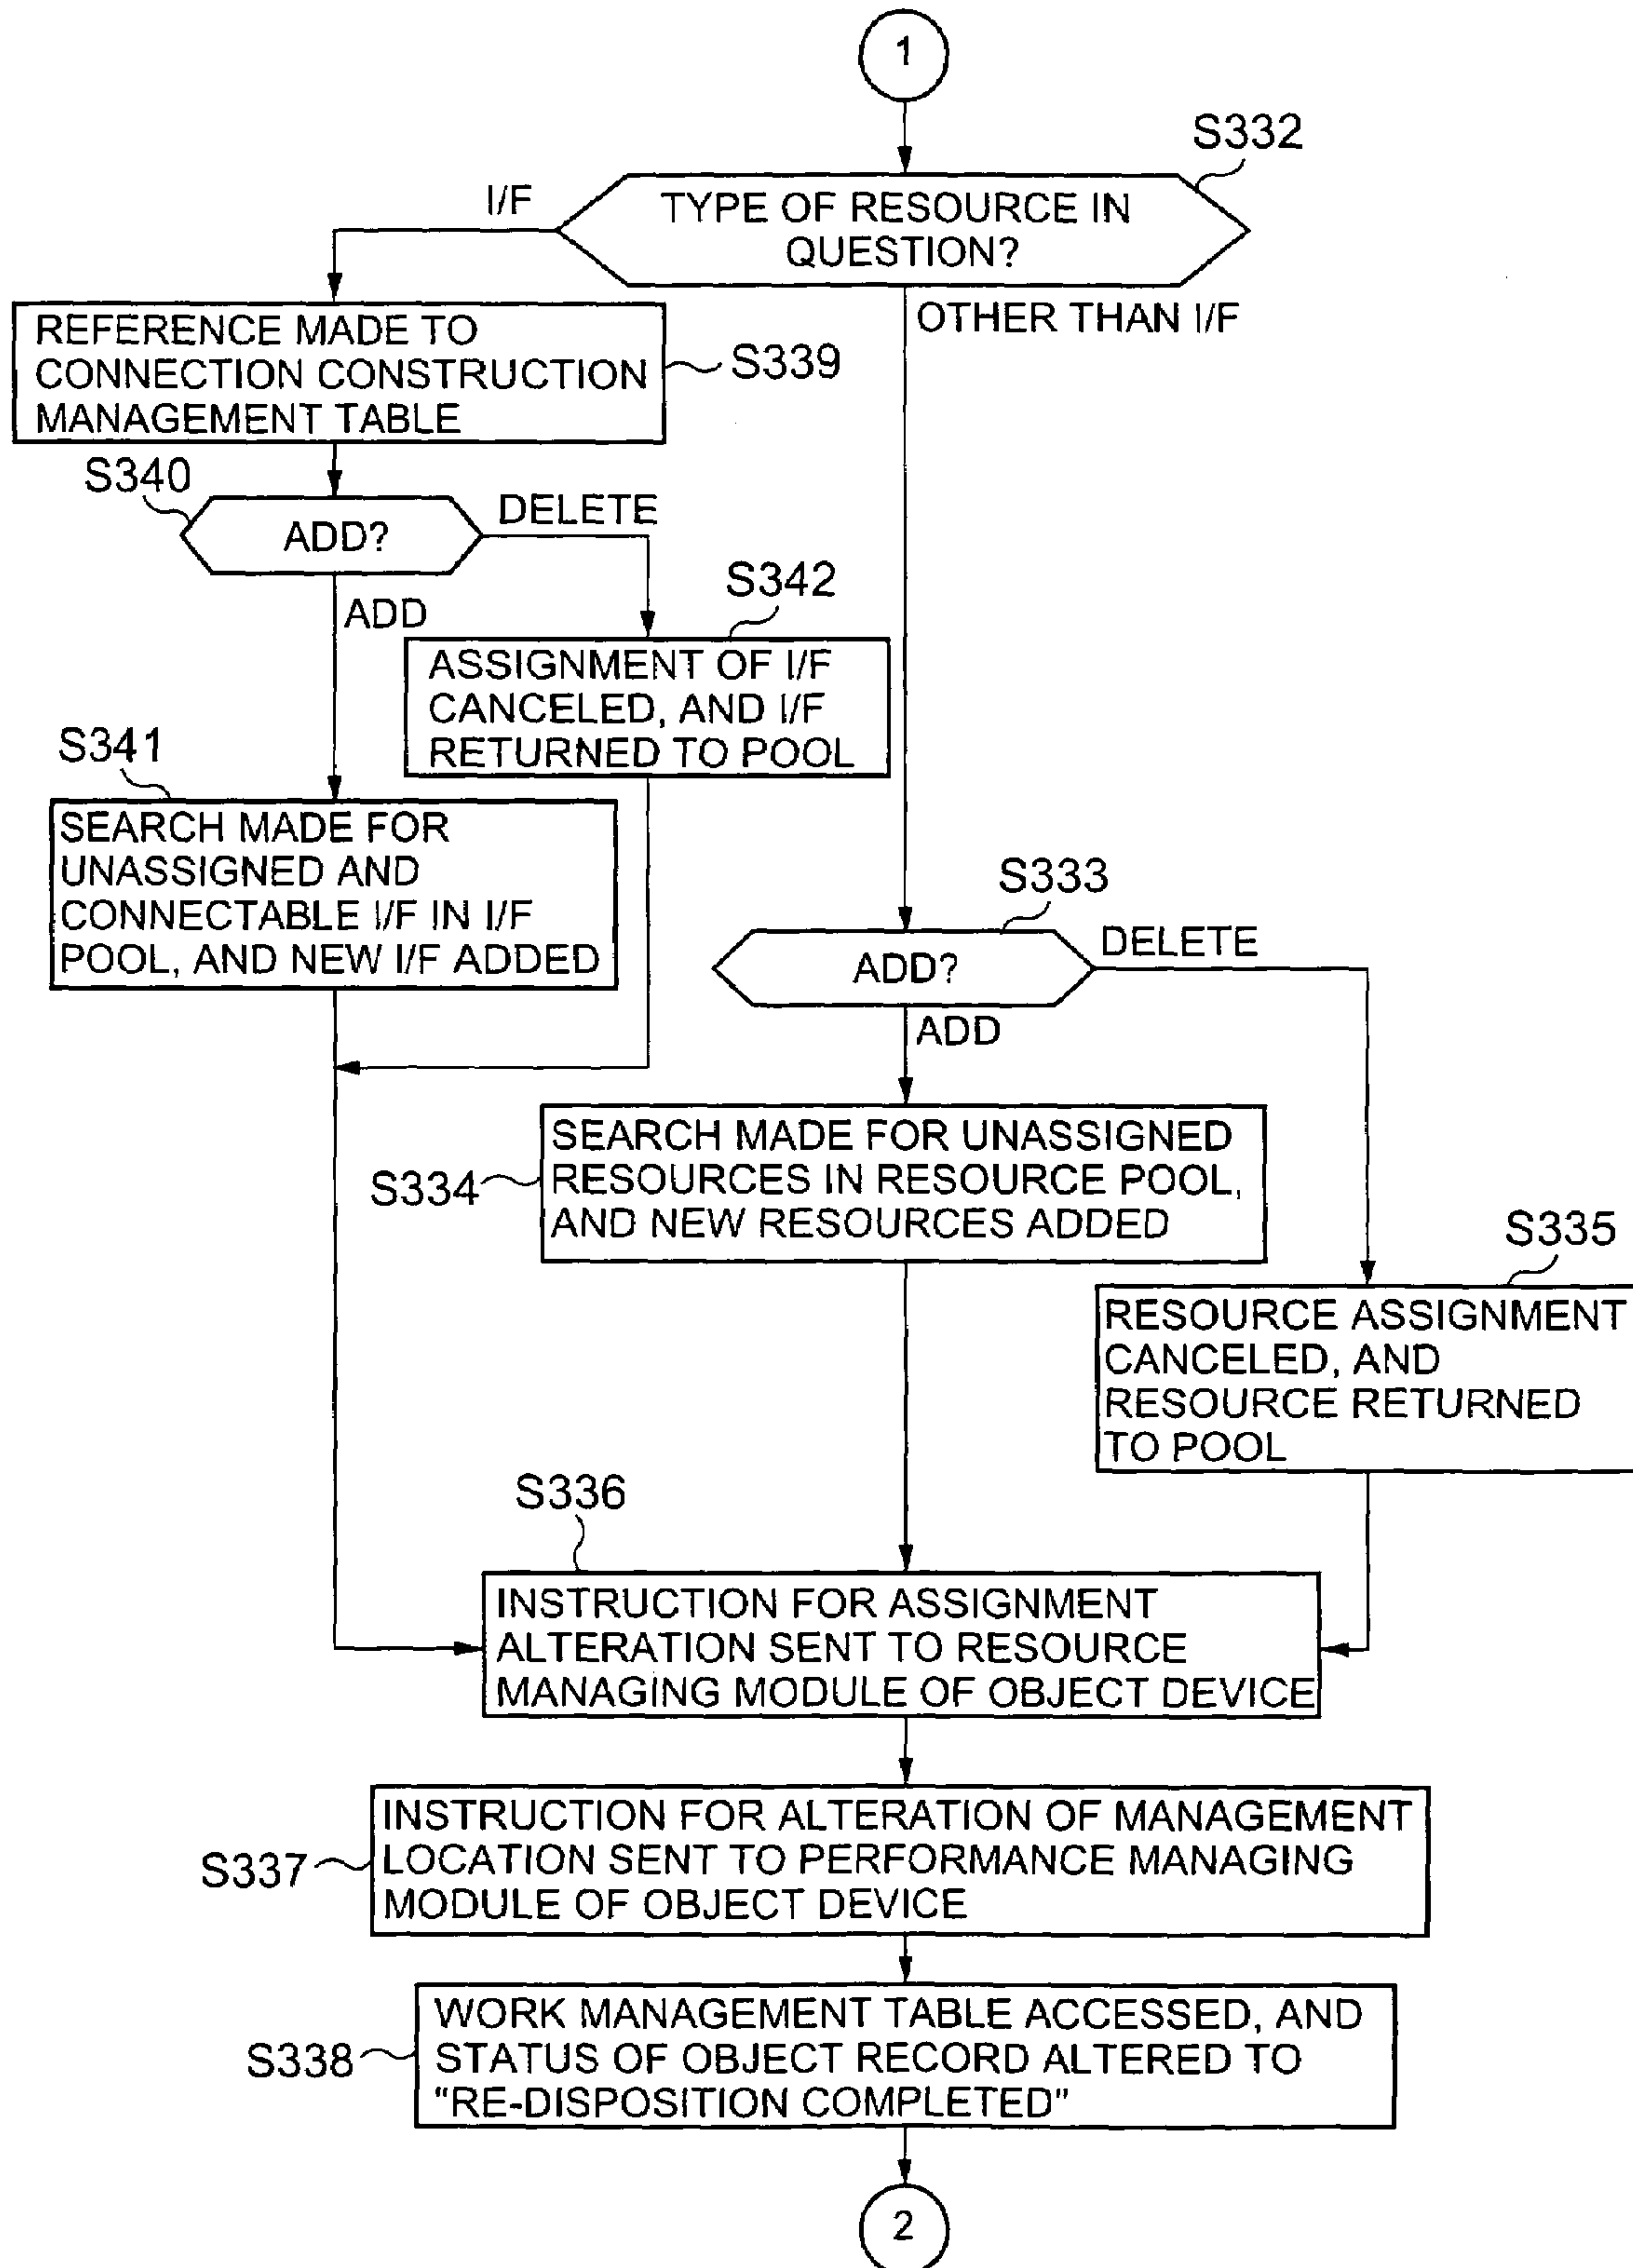 1
S332
I/F
TYPE OF RESOURCE IN
QUESTION?
OTHER THAN I/F
REFERENCE MADE TO
CONNECTION CONSTRUCTION
MANAGEMENT TABLE
S339
S340
ADD?
DELETE
ADD
S342
ASSIGNMENT OF I/F
CANCELED, AND I/F
RETURNED TO POOL
S341
SEARCH MADE FOR
UNASSIGNED AND
CONNECTABLE I/F IN I/F
POOL, AND NEW I/F ADDED
S333
ADD?
DELETE
ADD
S334
SEARCH MADE FOR UNASSIGNED
RESOURCES IN RESOURCE POOL,
AND NEW RESOURCES ADDED
S335
RESOURCE ASSIGNMENT
CANCELED, AND
RESOURCE RETURNED
TO POOL
S336
INSTRUCTION FOR ASSIGNMENT
ALTERATION SENT TO RESOURCE
MANAGING MODULE OF OBJECT DEVICE
S337
INSTRUCTION FOR ALTERATION OF MANAGEMENT
LOCATION SENT TO PERFORMANCE MANAGING
MODULE OF OBJECT DEVICE
S338
WORK MANAGEMENT TABLE ACCESSED, AND
STATUS OF OBJECT RECORD ALTERED TO
"RE-DISPOSITION COMPLETED"
2